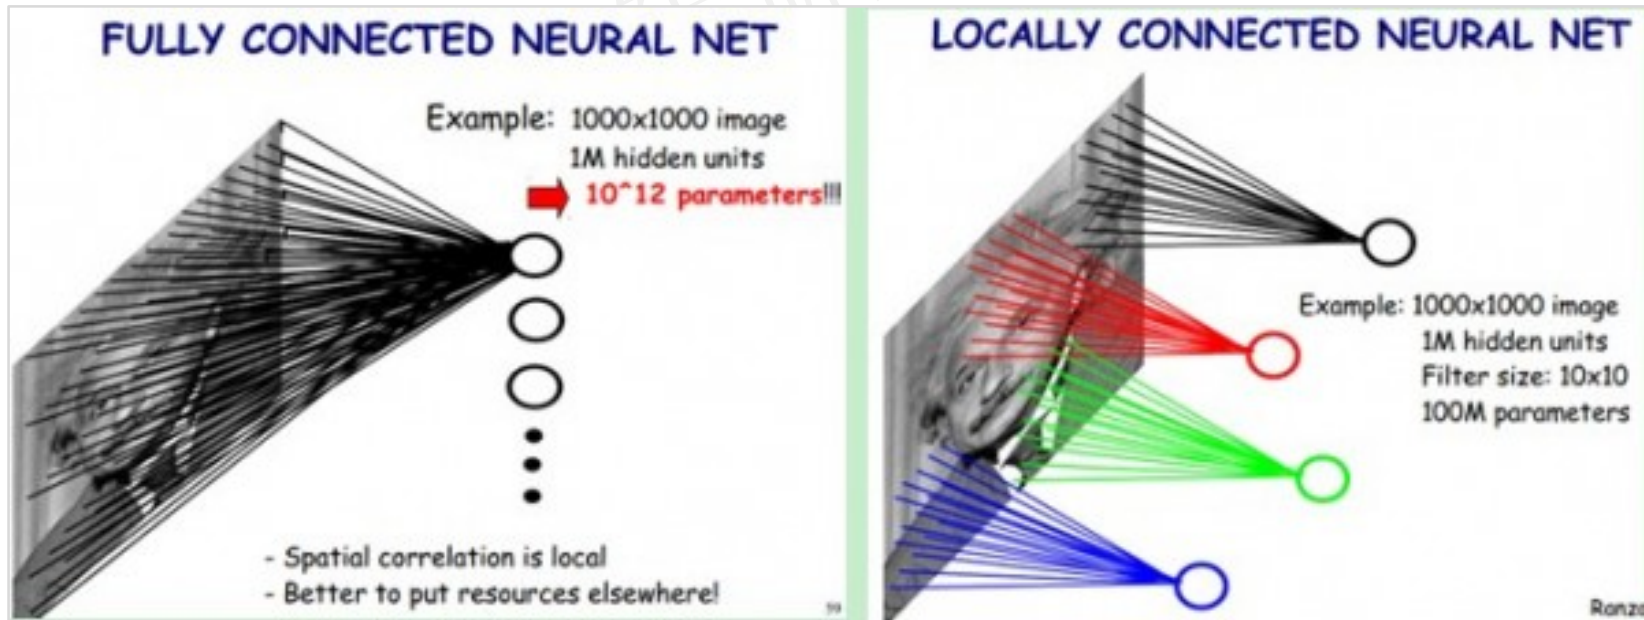 FULLY CONNECTED NEURAL NET
Example: 1000x1000 image
1M hidden units
10^12 parameters!!!
- Spatial correlation is local
- Better to put resources elsewhere!
LOCALLY CONNECTED NEURAL NET
Example: 1000x1000 image
1M hidden units
Filter size: 10x10
100M parameters